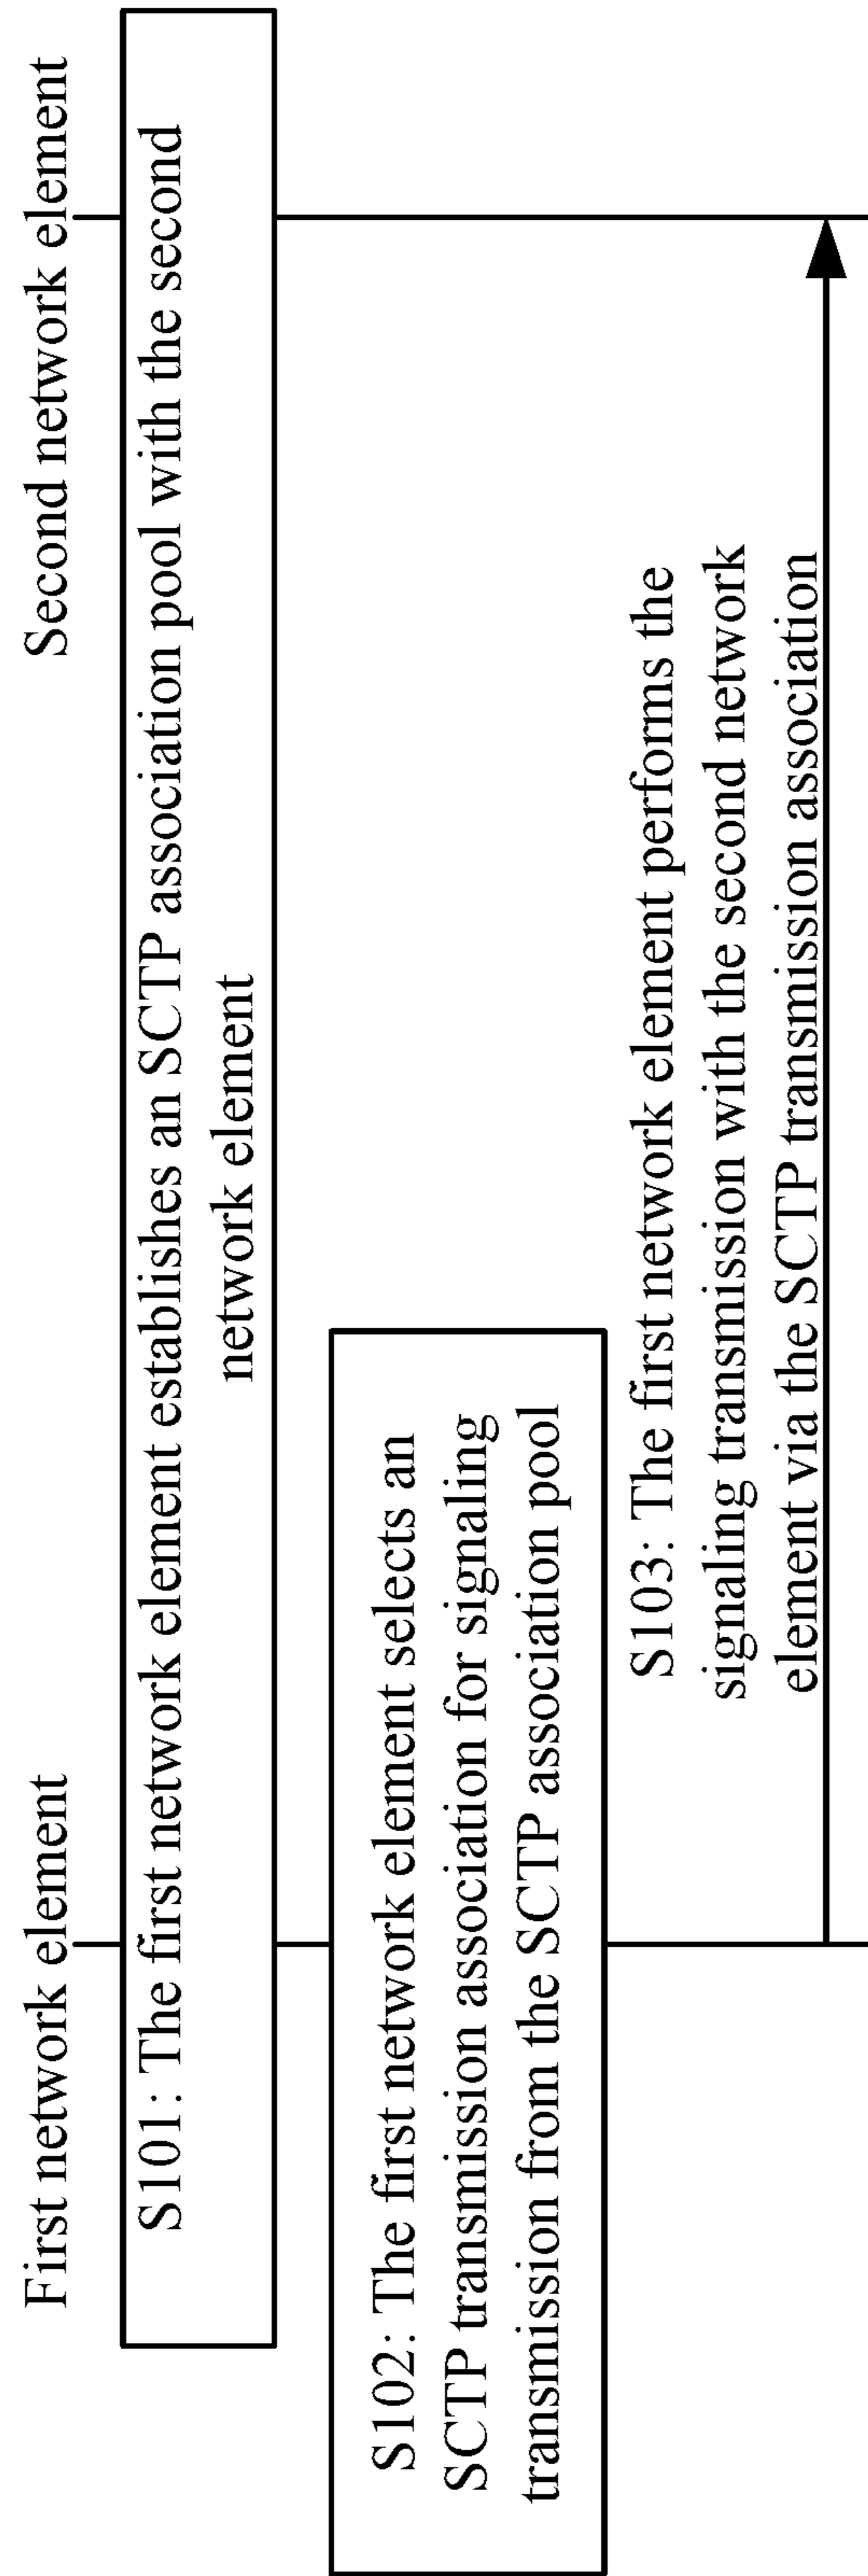 First network element
Second network element
S101: The first network element establishes an SCTP association pool with the second
network element
S102: The first network element selects an
SCTP transmission association for signaling
transmission from the SCTP association pool
S103: The first network element performs the
signaling transmission with the second network
element via the SCTP transmission association